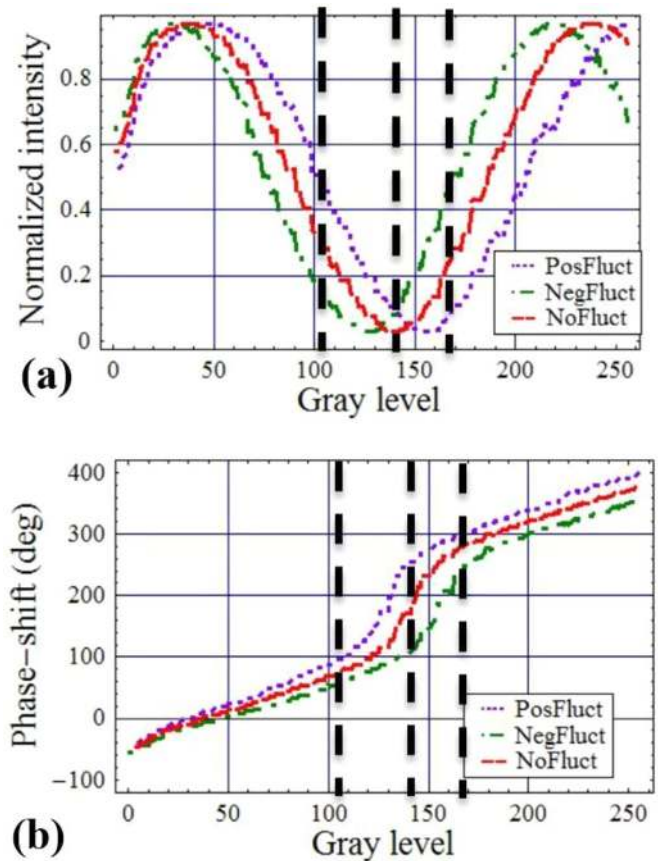 Normalized intensity
0.8
0.6
0.4
0.2
0
PosFluct
NegFluct
NoFluct
0 50 100 150 200 250
(a)
Gray level
Phase-shift (deg)
400
300
200
100
0
-100
PosFluct
NegFluct
NoFluct
0 50 100 150 200 250
(b)
Gray level